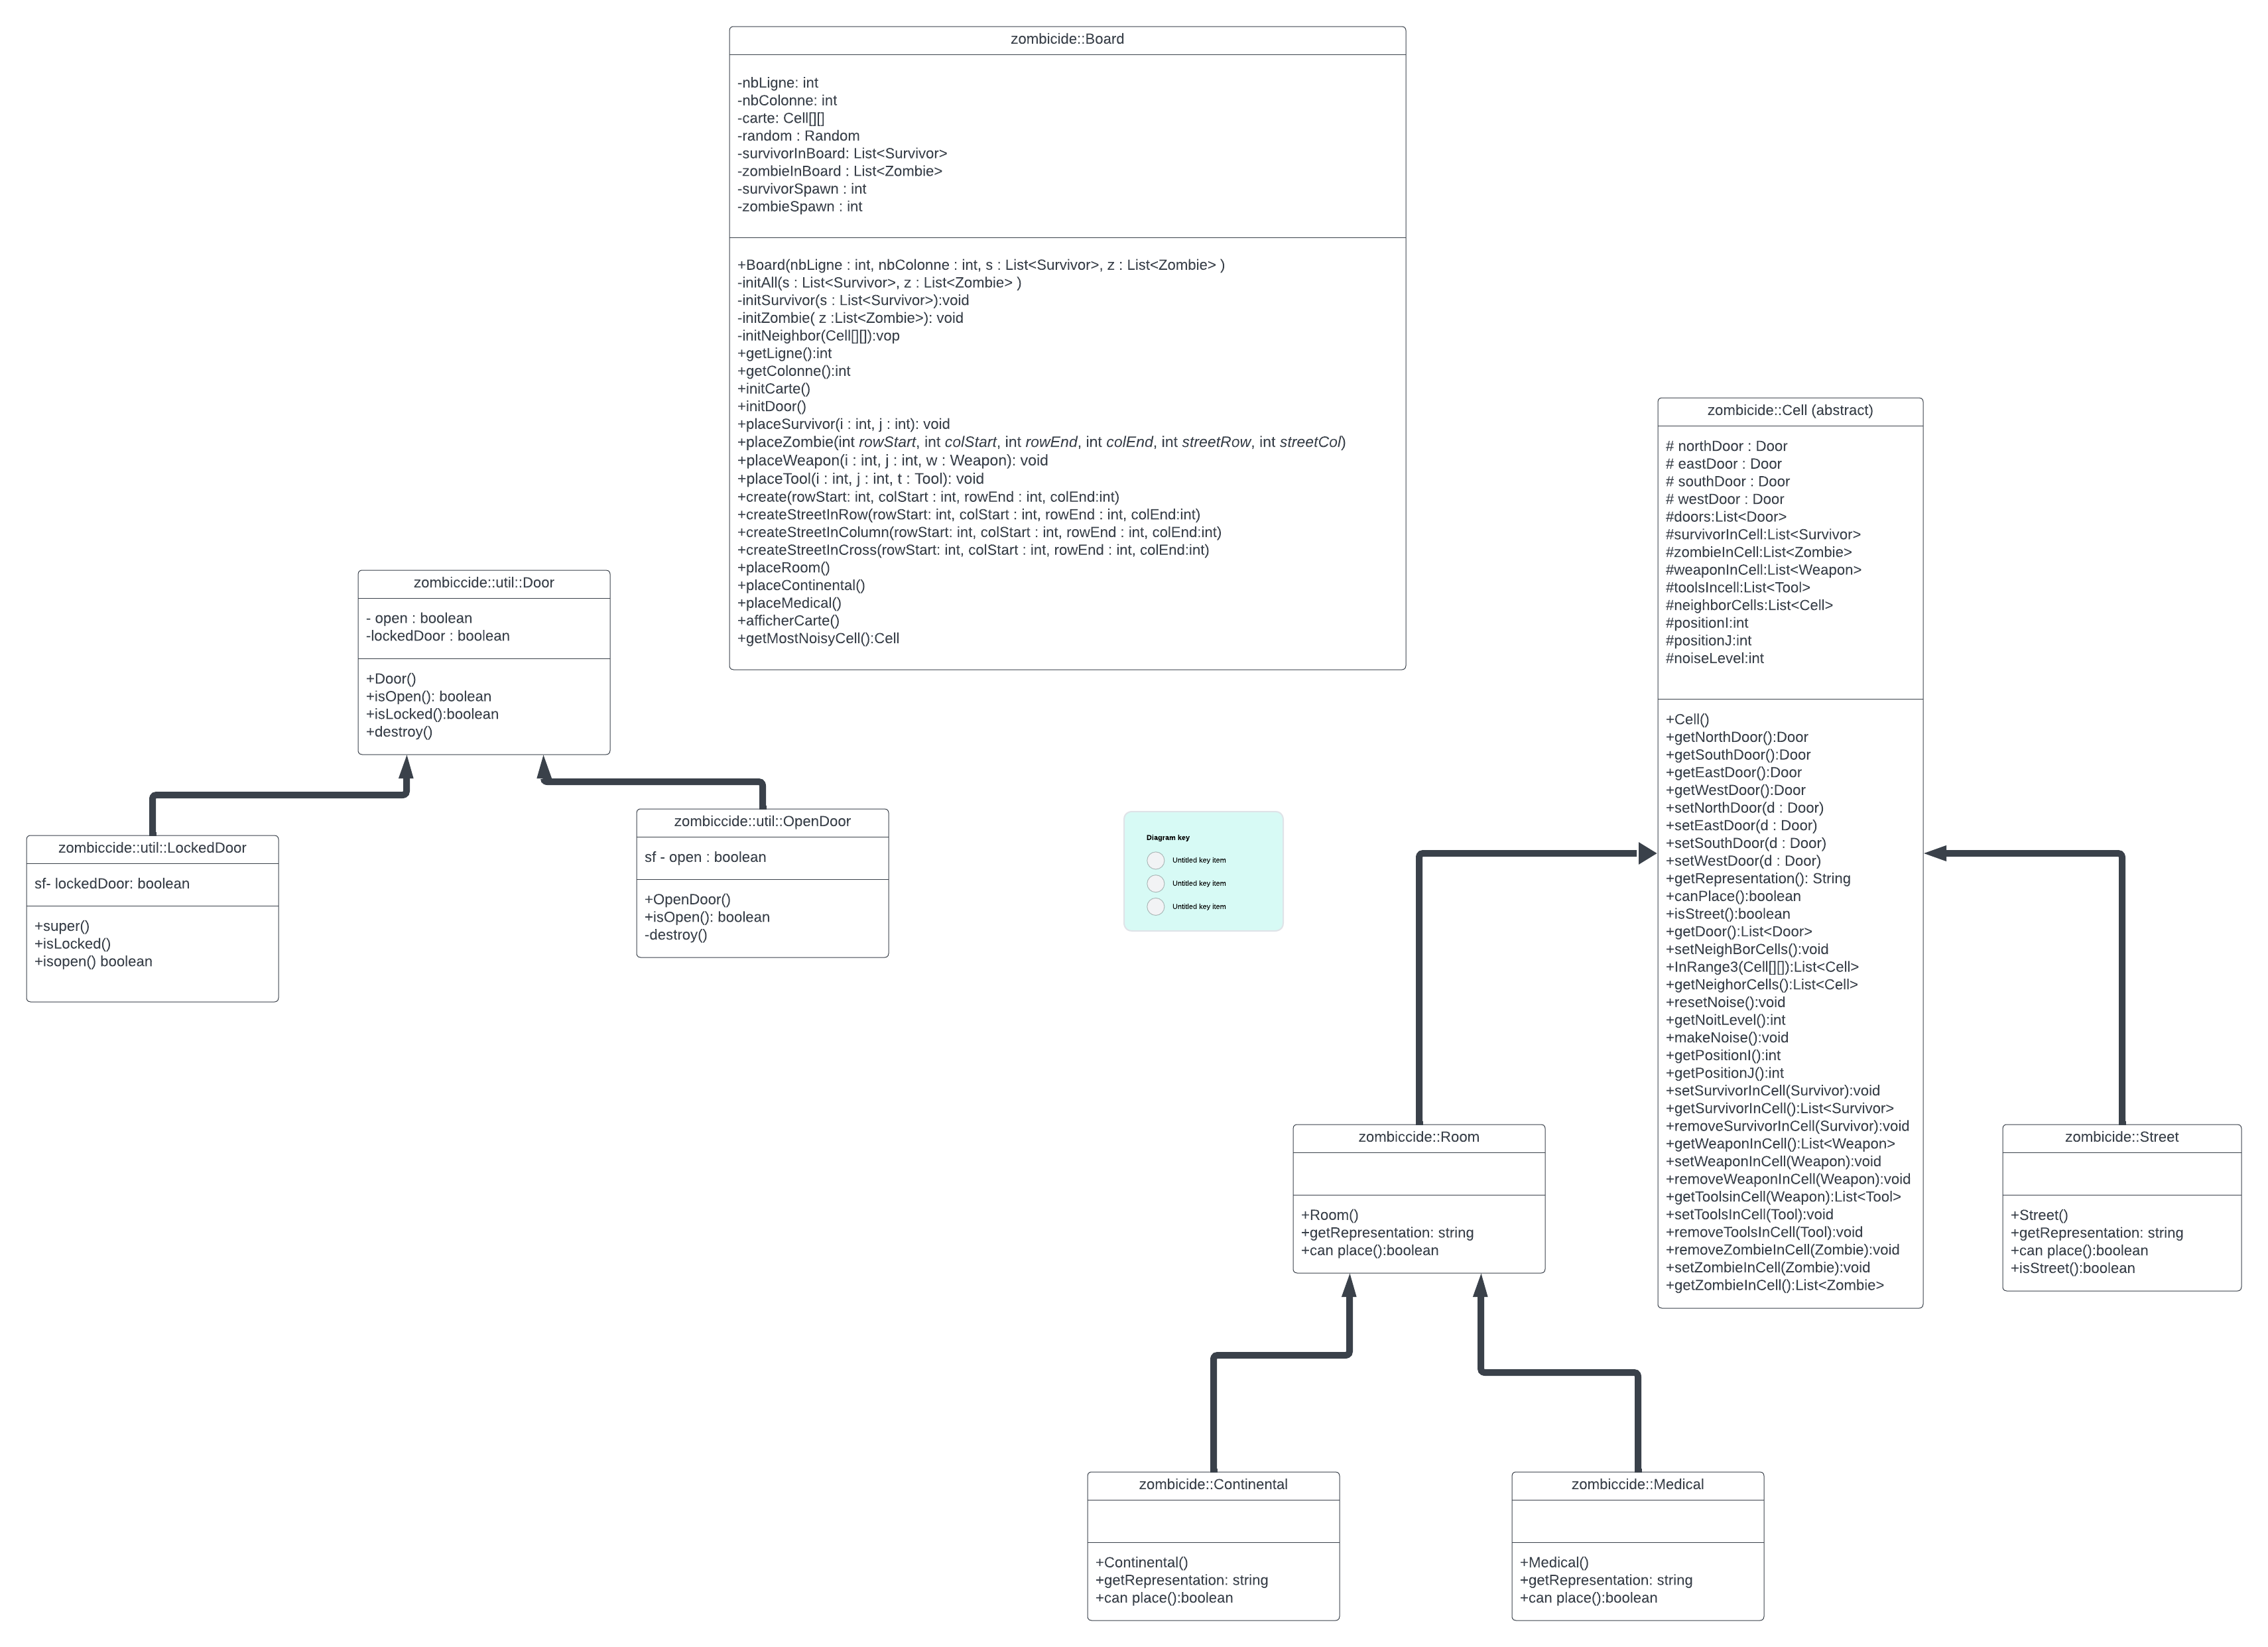 zombicide::Board
-nbLigne: int
-nbColonne: int
-carte: Cell[][]
-random : Random
-survivorInBoard: List<Survivor>
-zombieInBoard : List<Zombie>
-survivorSpawn : int
-zombieSpawn : int
+Board(nbLigne : int, nbColonne : int, s : List<Survivor>, z : List<Zombie> )
-initAll(s : List<Survivor>, z : List<Zombie> )
-initSurvivor(s : List<Survivor>):void
-initZombie( z :List<Zombie>): void
-initNeighbor(Cell[][]):vop
+getLigne():int
+getColonne():int
+initCarte()
+initDoor()
+placeSurvivor(i : int, j : int): void
+placeZombie(int rowStart, int colStart, int rowEnd, int colEnd, int streetRow, int streetCol)
+placeWeapon(i : int, j : int, w : Weapon): void
+placeTool(i : int, j : int, t : Tool): void
+create(rowStart: int, colStart : int, rowEnd : int, colEnd:int)
+createStreetInRow(rowStart: int, colStart : int, rowEnd : int, colEnd:int)
+createStreetInColumn(rowStart: int, colStart : int, rowEnd : int, colEnd:int)
+createStreetInCross(rowStart: int, colStart : int, rowEnd : int, colEnd:int)
+placeRoom()
+placeContinental()
+placeMedical()
+afficherCarte()
+getMostNoisyCell():Cell
zombiccide::util::Door
- open : boolean
-lockedDoor : boolean
+Door()
+isOpen(): boolean
+isLocked():boolean
+destroy()
zombiccide::util::LockedDoor
sf- lockedDoor: boolean
+super()
+isLocked()
+isopen() boolean
zombiccide::util::OpenDoor
sf - open : boolean
+OpenDoor()
+isOpen(): boolean
-destroy()
Diagram key
Untitled key item
Untitled key item
Untitled key item
zombicide::Cell (abstract)
# northDoor : Door
# eastDoor : Door
# southDoor : Door
# westDoor : Door
#doors:List<Door>
#survivorInCell:List<Survivor>
#zombieInCell:List<Zombie>
#weaponInCell:List<Weapon>
#toolsIncell:List<Tool>
#neighborCells:List<Cell>
#positionI:int
#positionJ:int
#noiseLevel:int
+Cell()
+getNorthDoor():Door
+getSouthDoor():Door
+getEastDoor():Door
+getWestDoor():Door
+setNorthDoor(d : Door)
+setEastDoor(d : Door)
+setSouthDoor(d : Door)
+setWestDoor(d : Door)
+getRepresentation(): String
+canPlace():boolean
+isStreet():boolean
+getDoor():List<Door>
+setNeighBorCells():void
+InRange3(Cell[][]):List<Cell>
+getNeighorCells():List<Cell>
+resetNoise():void
+getNoitLevel():int
+makeNoise():void
+getPositionI():int
+getPositionJ():int
+setSurvivorInCell(Survivor):void
+getSurvivorInCell():List<Survivor>
+removeSurvivorInCell(Survivor):void
+getWeaponInCell():List<Weapon>
+setWeaponInCell(Weapon):void
+removeWeaponInCell(Weapon):void
+getToolsinCell(Weapon):List<Tool>
+setToolsInCell(Tool):void
+removeToolsInCell(Tool):void
+removeZombieInCell(Zombie):void
+setZombieInCell(Zombie):void
+getZombieInCell():List<Zombie>
zombiccide::Room
+Room()
+getRepresentation: string
+can place():boolean
zombicide::Street
+Street()
+getRepresentation: string
+can place():boolean
+isStreet():boolean
zombicide::Continental
+Continental()
+getRepresentation: string
+can place():boolean
zombiccide::Medical
+Medical()
+getRepresentation: string
+can place():boolean